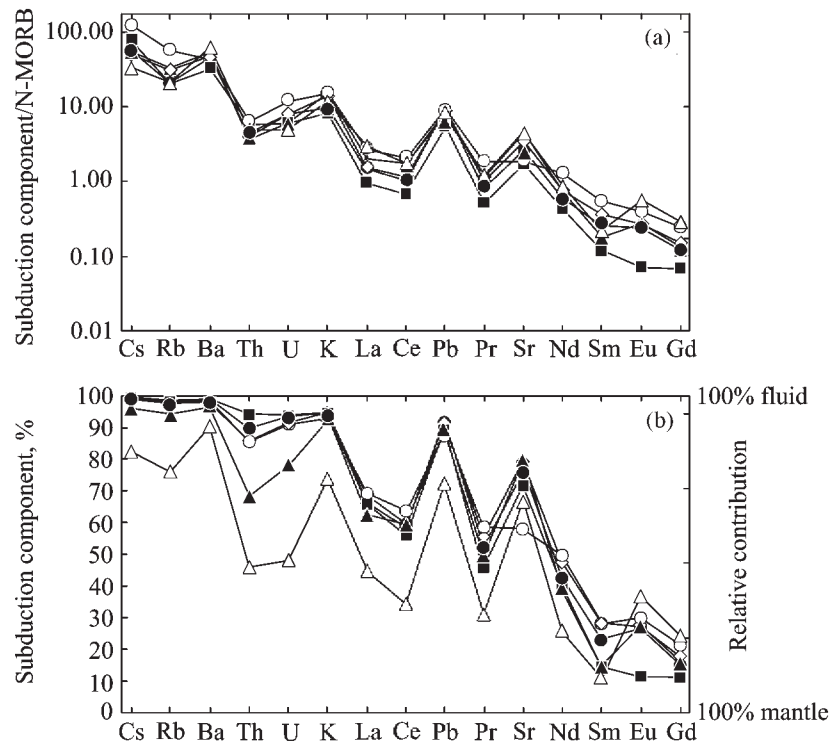 Subduction component/N-MORB
100.00
10.00
1.00
0.10
0.01
(a)
Cs Rb Ba Th U K La Ce Pb Pr Sr Nd Sm Eu Gd
Subduction component, %
100
90
80
70
60
50
40
30
20
10
0
(b)
100% fluid
Relative contribution
100% mantle
Cs Rb Ba Th U K La Ce Pb Pr Sr Nd Sm Eu Gd